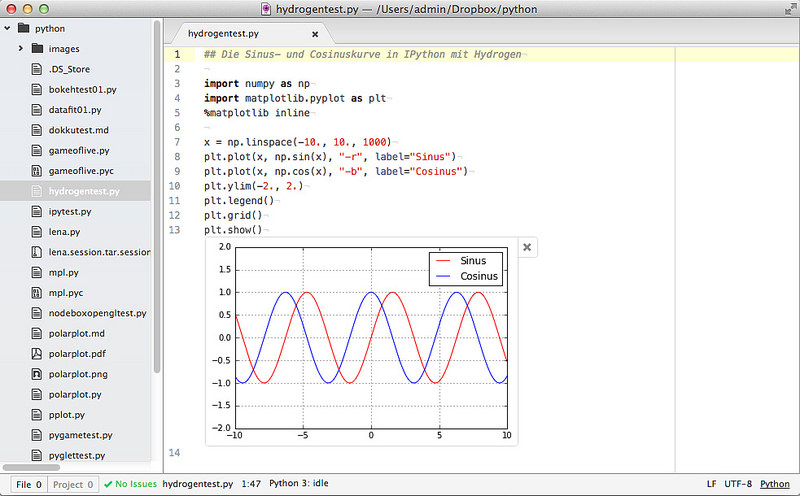 hydrogentest.py — /Users/admin/Dropbox/python
python
images
.DS_Store
bokehtest01.py
datafit01.py
dokkutest.md
gameoflive.py
gameoflive.pyc
hydrogentest.py
ipytest.py
lena.py
lena.session.tar.session
mpl.py
mpl.pyc
nodeboxopengltest.py
polarplot.md
polarplot.pdf
polarplot.png
polarplot.py
pplot.py
pygametest.py
pyglettest.py
hydrogentest.py
1 ## Die Sinus- und Cosinuskurve in IPython mit Hydrogen
2
3 import numpy as np
4 import matplotlib.pyplot as plt
5 %matplotlib inline
6
7 x = np.linspace(-10., 10., 1000)
8 plt.plot(x, np.sin(x), "-r", label="Sinus")
9 plt.plot(x, np.cos(x), "-b", label="Cosinus")
10 plt.ylim(-2., 2.)
11 plt.legend()
12 plt.grid()
13 plt.show()
2.0
1.5
1.0
0.5
0.0
−0.5
−1.0
−1.5
−2.0
Sinus
Cosinus
−10 −5 0 5 10
14
File 0 Project 0 No Issues hydrogentest.py 1:47 Python 3: idle LF UTF-8 Python